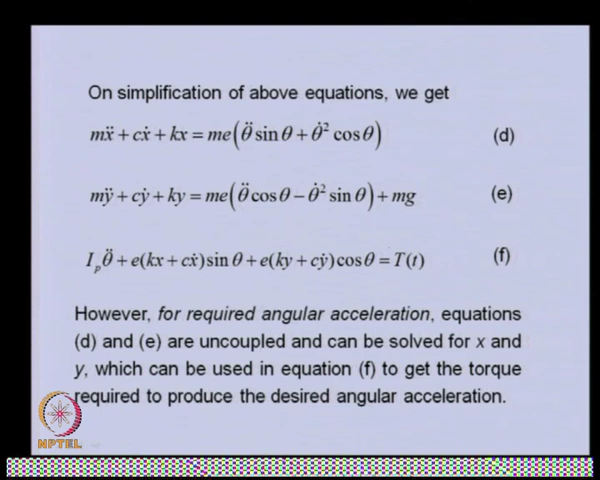 On simplification of above equations, we get
mẍ + cẋ + kx = me(θ̈ sin θ + θ̇² cos θ) (d)
mÿ + cẏ + ky = me(θ̈ cos θ − θ̇² sin θ) + mg (e)
I_p θ̈ + e(kx + cẋ) sin θ + e(ky + cẏ) cos θ = T(t) (f)
However, for required angular acceleration, equations
(d) and (e) are uncoupled and can be solved for x and
y, which can be used in equation (f) to get the torque
required to produce the desired angular acceleration.
NPTEL